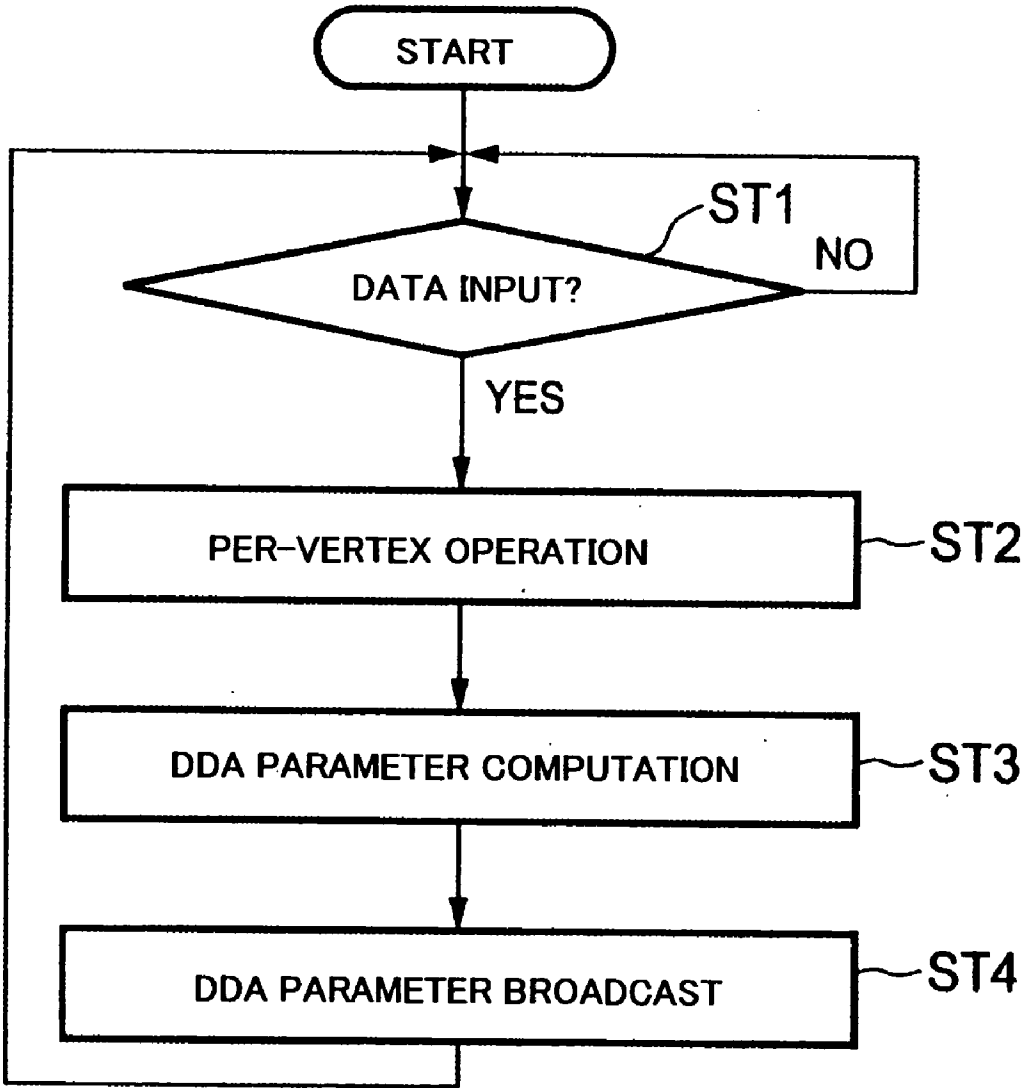 START
ST1
NO
DATA INPUT?
YES
PER-VERTEX OPERATION
ST2
DDA PARAMETER COMPUTATION
ST3
DDA PARAMETER BROADCAST
ST4